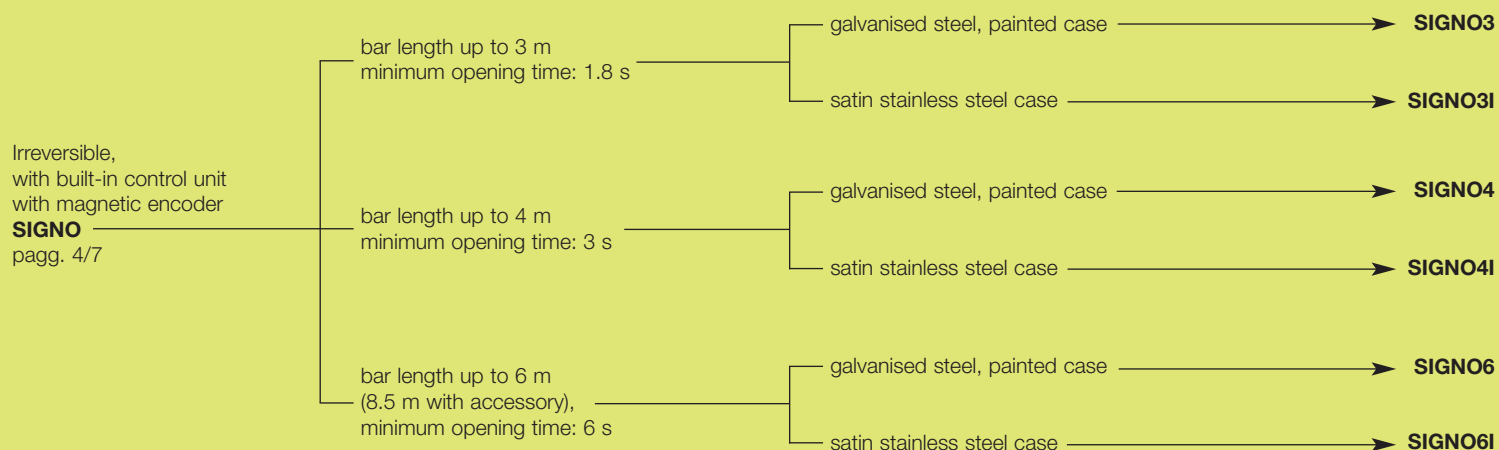 Irreversible,
with built-in control unit
with magnetic encoder
SIGNO
pagg. 4/7
bar length up to 3 m
minimum opening time: 1.8 s
galvanised steel, painted case
SIGNO3
satin stainless steel case
SIGNO3I
bar length up to 4 m
minimum opening time: 3 s
galvanised steel, painted case
SIGNO4
satin stainless steel case
SIGNO4I
bar length up to 6 m
(8.5 m with accessory),
minimum opening time: 6 s
galvanised steel, painted case
SIGNO6
satin stainless steel case
SIGNO6I